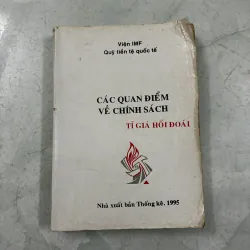 Viện IMF
Quỹ tiền tệ quốc tế
CÁC QUAN ĐIỂM
VỀ CHÍNH SÁCH
TỈ GIÁ HỐI ĐOÁI
Nhà xuất bản Thống kê. 1995